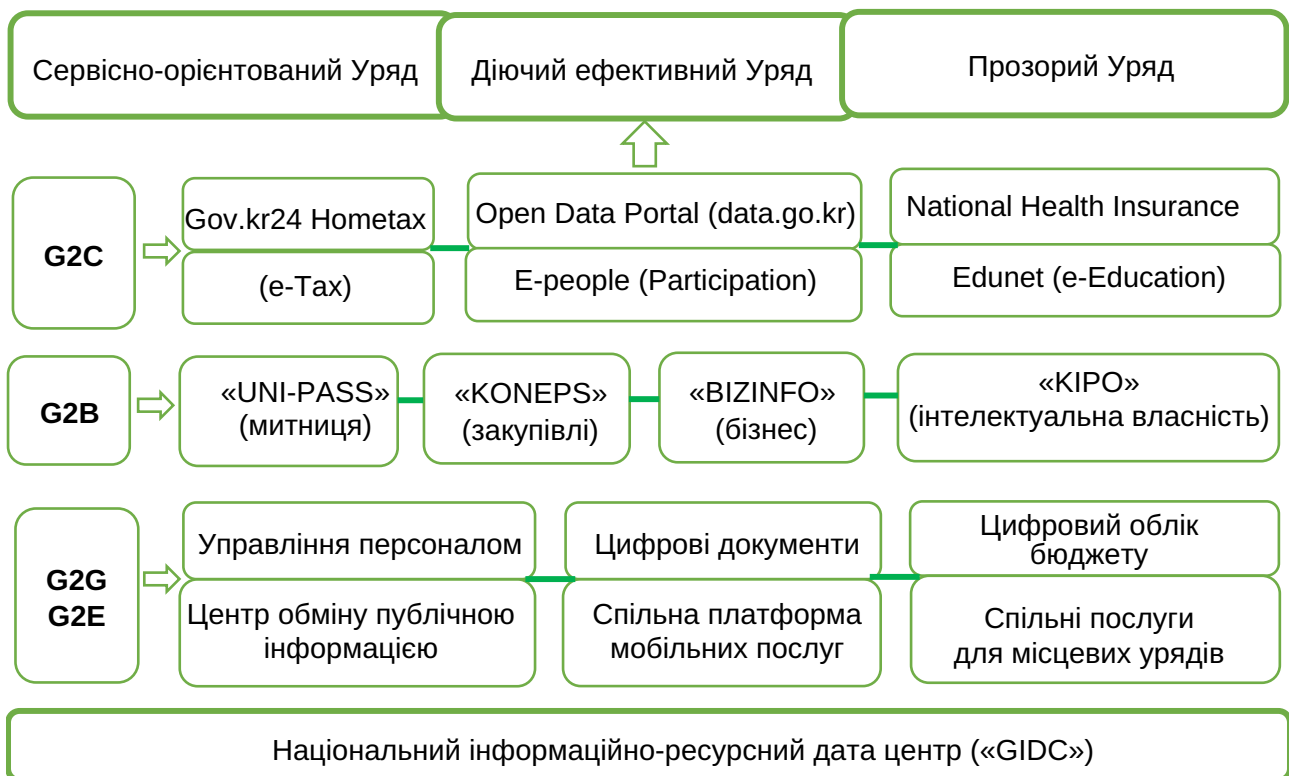 Сервісно-орієнтований Уряд
Діючий ефективний Уряд
Прозорий Уряд
G2C
Gov.kr24 Hometax
(e-Tax)
Open Data Portal (data.go.kr)
E-people (Participation)
National Health Insurance
Edunet (e-Education)
G2B
«UNI-PASS»
(митниця)
«KONEPS»
(закупівлі)
«BIZINFO»
(бізнес)
«KIPO»
(інтелектуальна власність)
G2G
G2E
Управління персоналом
Центр обміну публічною
інформацією
Цифрові документи
Спільна платформа
мобільних послуг
Цифровий облік
бюджету
Спільні послуги
для місцевих урядів
Національний інформаційно-ресурсний дата центр («GIDC»)